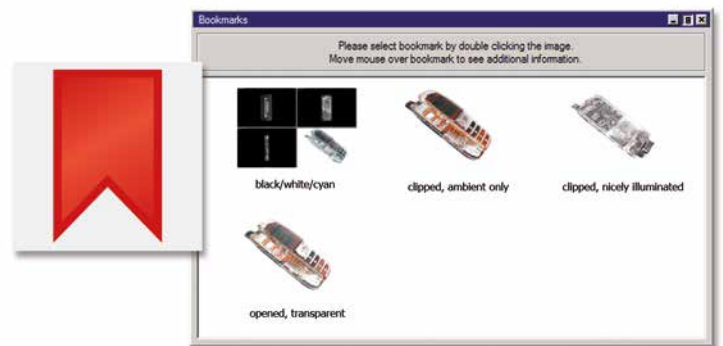 Bookmarks
Please select bookmark by double clicking the image.
Move mouse over bookmark to see additional information.
black/white/cyan
clipped, ambient only
clipped, nicely illuminated
opened, transparent